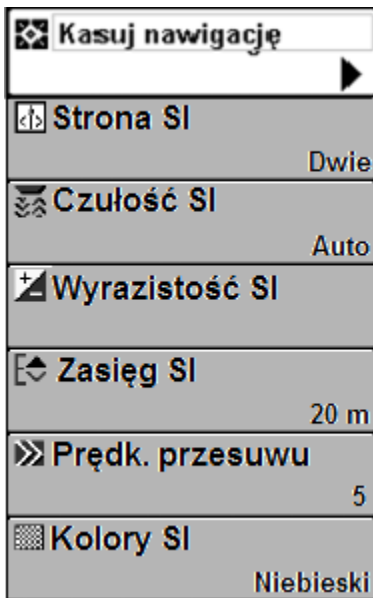 Kasuj nawigację
Strona SI
Dwie
Czułość SI
Auto
Wyrazistość SI
Zasięg SI
20 m
Prędk. przesuwu
5
Kolory SI
Niebieski